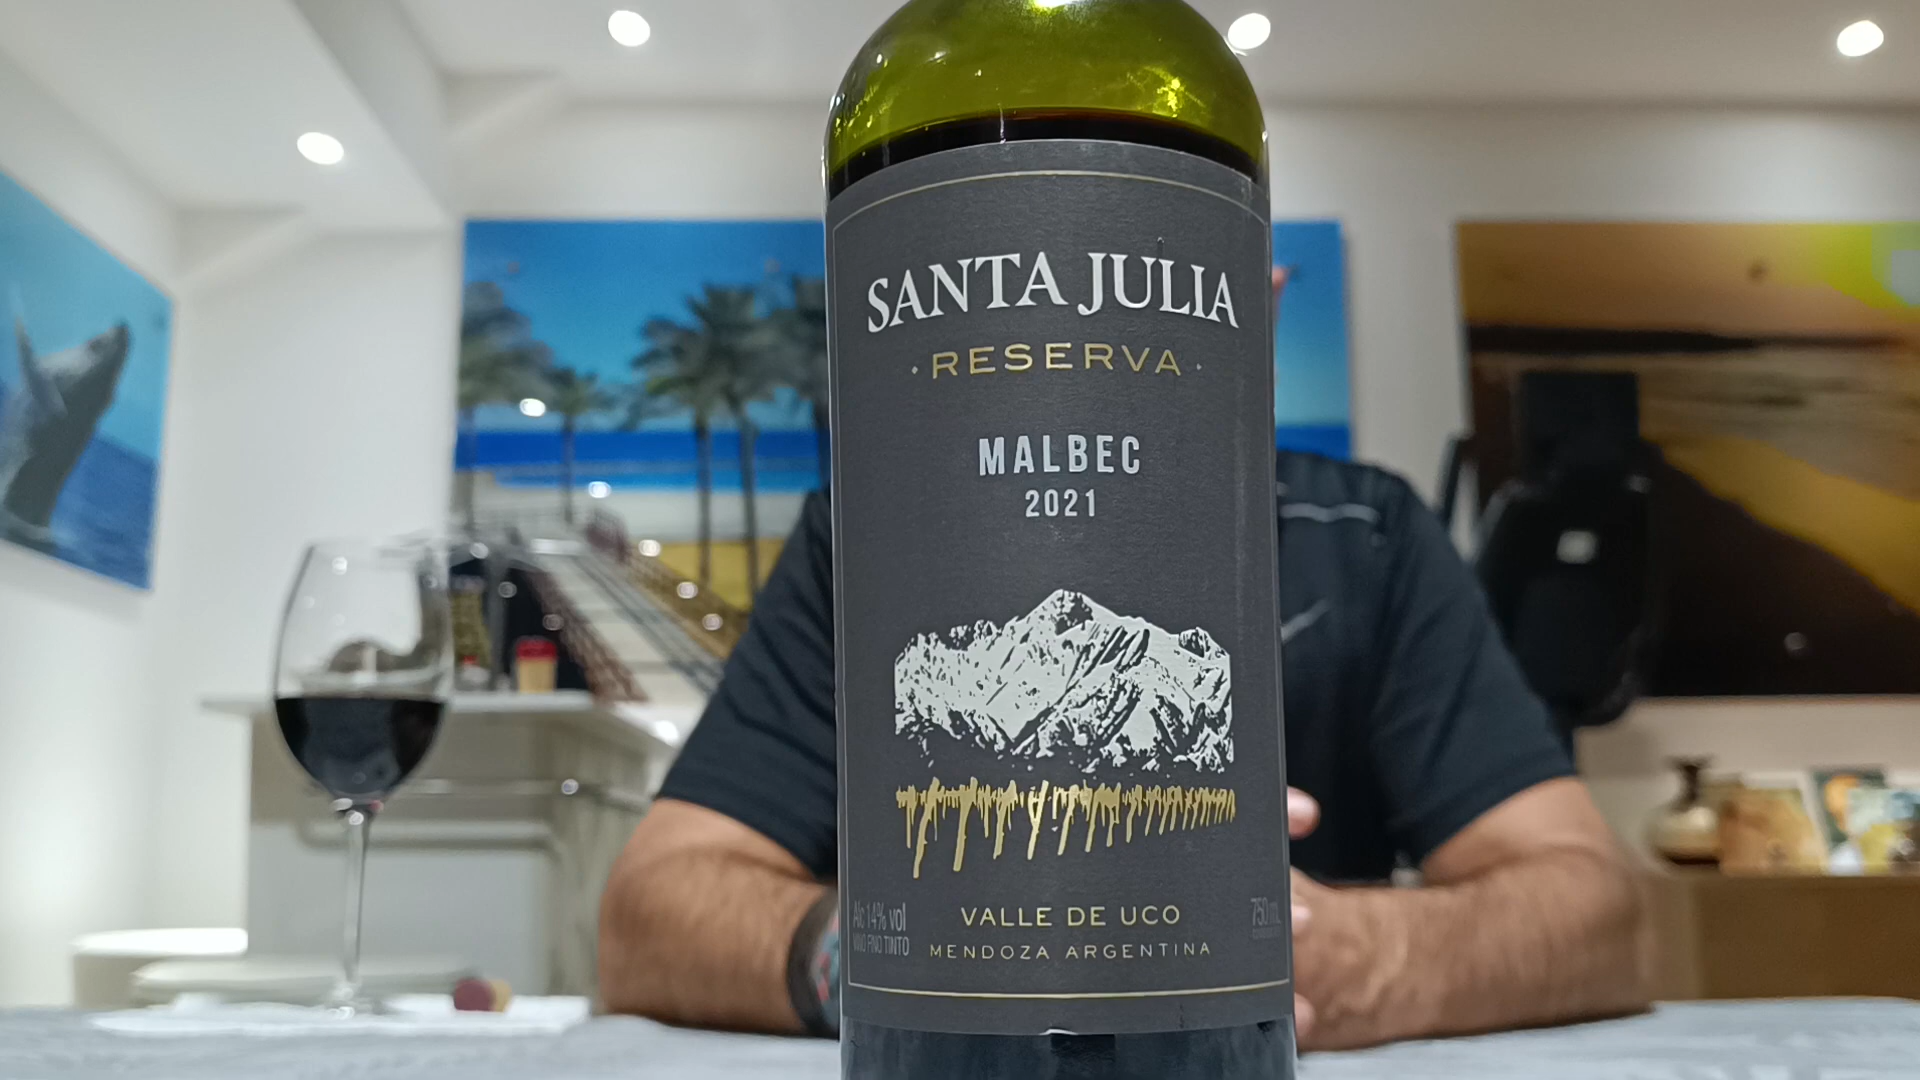 SANTA JULIA
· RESERVA ·
MALBEC
2021
Alc 14% vol
VINO FINO TINTO
VALLE DE UCO
MENDOZA ARGENTINA
750 mL